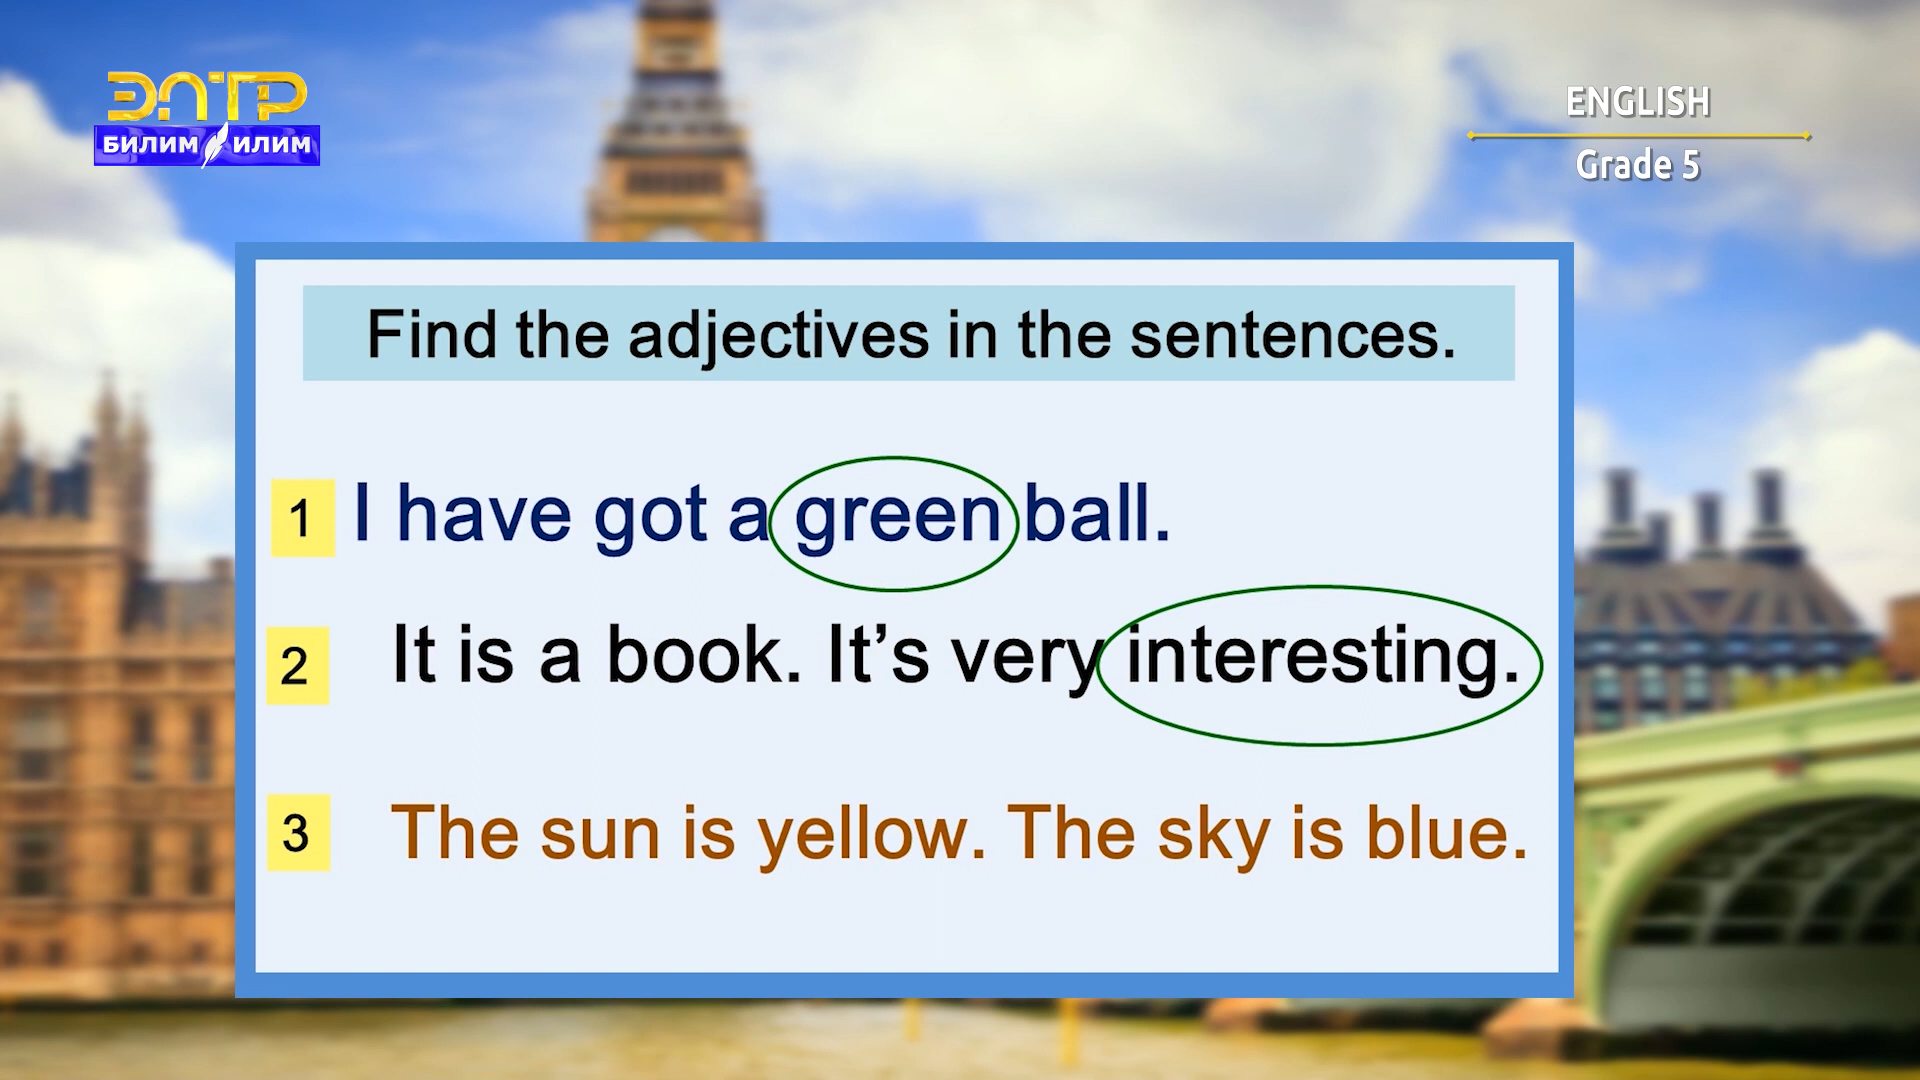 ЭЛТР
БИЛИМ ИЛИМ
ENGLISH
Grade 5
Find the adjectives in the sentences.
1 I have got a green ball.
2 It is a book. It’s very interesting.
3 The sun is yellow. The sky is blue.